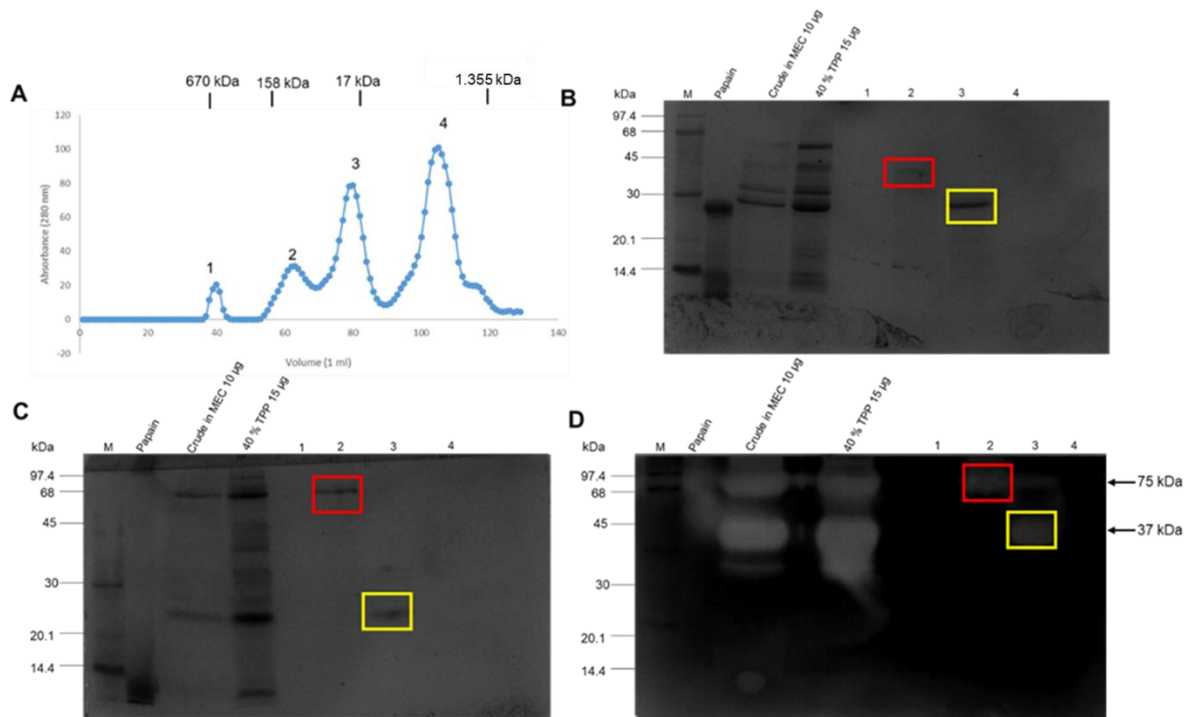 A
670 kDa 158 kDa 17 kDa 1.355 kDa
120
100
80
60
40
20
0
-20
Absorbance (280 nm)
1
2
3
4
0 20 40 60 80 100 120 140
Volume (1 ml)
B
kDa M Papain Crude in MEC 10 µg 40 % TPP 15 µg 1 2 3 4
97.4
68
45
30
20.1
14.4
C
kDa M Papain Crude in MEC 10 µg 40 % TPP 15 µg 1 2 3 4
97.4
68
45
30
20.1
14.4
D
kDa M Papain Crude in MEC 10 µg 40 % TPP 15 µg 1 2 3 4
97.4
68
45
30
20.1
14.4
75 kDa
37 kDa